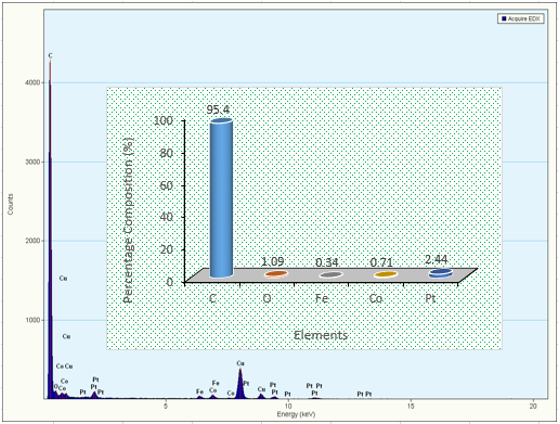 Acquire EDX
C
4000
3000
2000
1000
Counts
95.4
100
80
60
40
20
0
Percentage Composition (%)
1.09
0.34
0.71
2.44
C O Fe Co Pt
Elements
Cu
Cu
Co Cu
Co
O Co
Pt
Pt
Pt Pt
Fe
Fe Co
Co
Cu
Pt
Cu
Pt
Pt
Pt
Pt Pt
Pt
Pt Pt
5 10 15 20
Energy (keV)